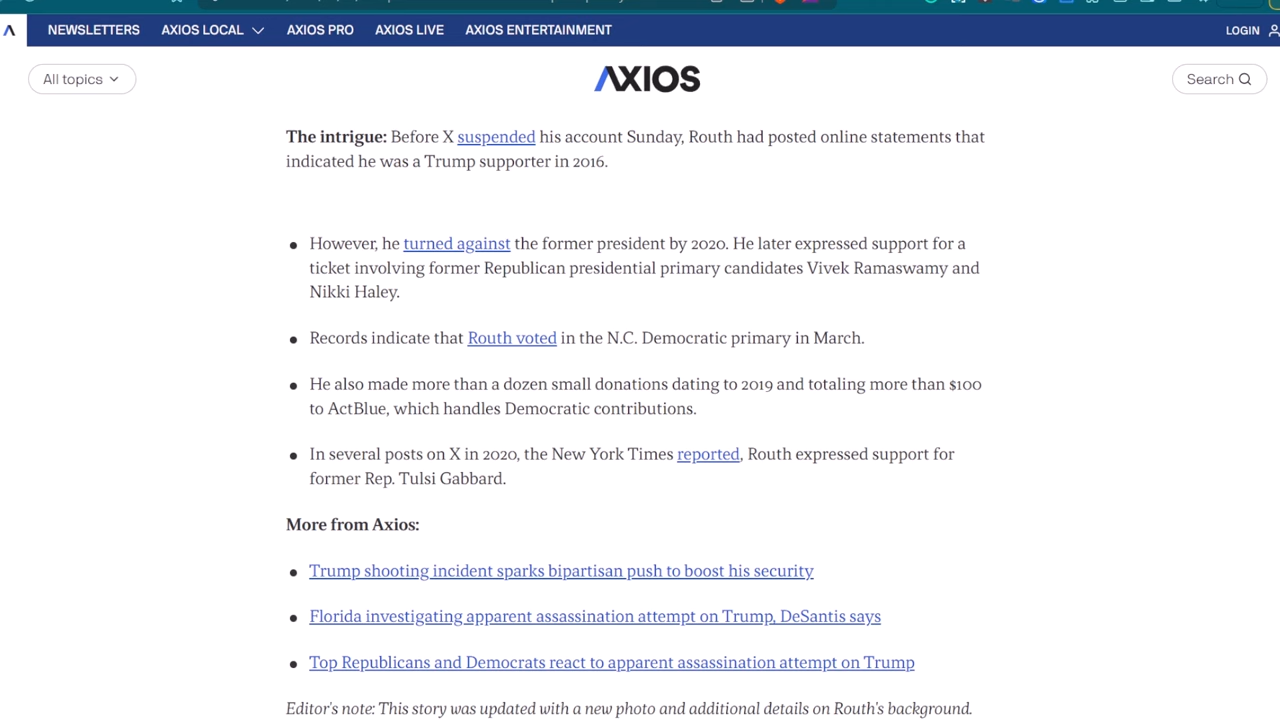 NEWSLETTERS AXIOS LOCAL AXIOS PRO AXIOS LIVE AXIOS ENTERTAINMENT LOGIN
All topics AXIOS Search
The intrigue: Before X suspended his account Sunday, Routh had posted online statements that
indicated he was a Trump supporter in 2016.
However, he turned against the former president by 2020. He later expressed support for a
ticket involving former Republican presidential primary candidates Vivek Ramaswamy and
Nikki Haley.
Records indicate that Routh voted in the N.C. Democratic primary in March.
He also made more than a dozen small donations dating to 2019 and totaling more than $100
to ActBlue, which handles Democratic contributions.
In several posts on X in 2020, the New York Times reported, Routh expressed support for
former Rep. Tulsi Gabbard.
More from Axios:
Trump shooting incident sparks bipartisan push to boost his security
Florida investigating apparent assassination attempt on Trump, DeSantis says
Top Republicans and Democrats react to apparent assassination attempt on Trump
Editor's note: This story was updated with a new photo and additional details on Routh's background.